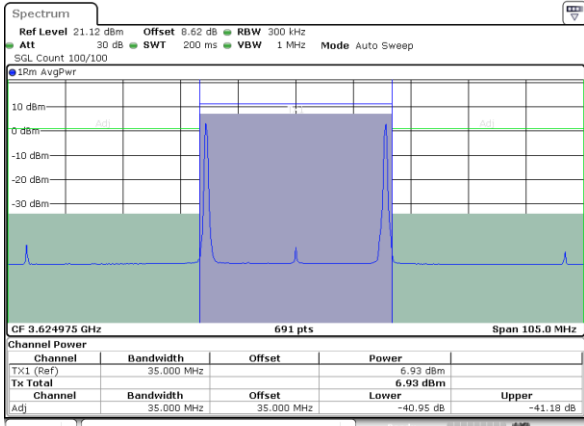 Spectrum
Ref Level 21.12 dBm Offset 8.62 dB RBW 300 kHz
Att 30 dB SWT 200 ms VBW 1 MHz Mode Auto Sweep
SGL Count 100/100
1Rm AvgPwr
10 dBm
Adj Adj
0 dBm
-10 dBm
-20 dBm
-30 dBm
CF 3.624975 GHz 691 pts Span 105.0 MHz
Channel Power
Channel Bandwidth Offset Power
TX1 (Ref) 35.000 MHz 6.93 dBm
Tx Total 6.93 dBm
Channel Bandwidth Offset Lower Upper
Adj 35.000 MHz 35.000 MHz -40.95 dB -41.18 dB